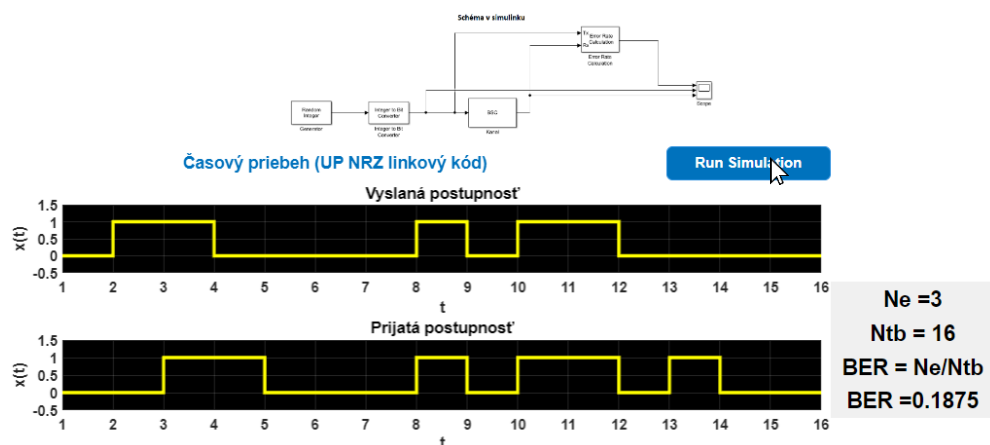 Schéma v simulinku
Tx
Rx
Error Rate
Calculation
Error Rate
Calculation
Random
Integer
Generator
Integer to Bit
Converter
Integer to Bit
Converter
BSC
Kanál
Scope
Časový priebeh (UP NRZ linkový kód)
Run Simulation
Vyslaná postupnosť
x(t)
1.5
1
0.5
0
-0.5
1 2 3 4 5 6 7 8 9 10 11 12 13 14 15 16
t
Prijatá postupnosť
x(t)
1.5
1
0.5
0
-0.5
1 2 3 4 5 6 7 8 9 10 11 12 13 14 15 16
t
Ne =3
Ntb = 16
BER = Ne/Ntb
BER =0.1875